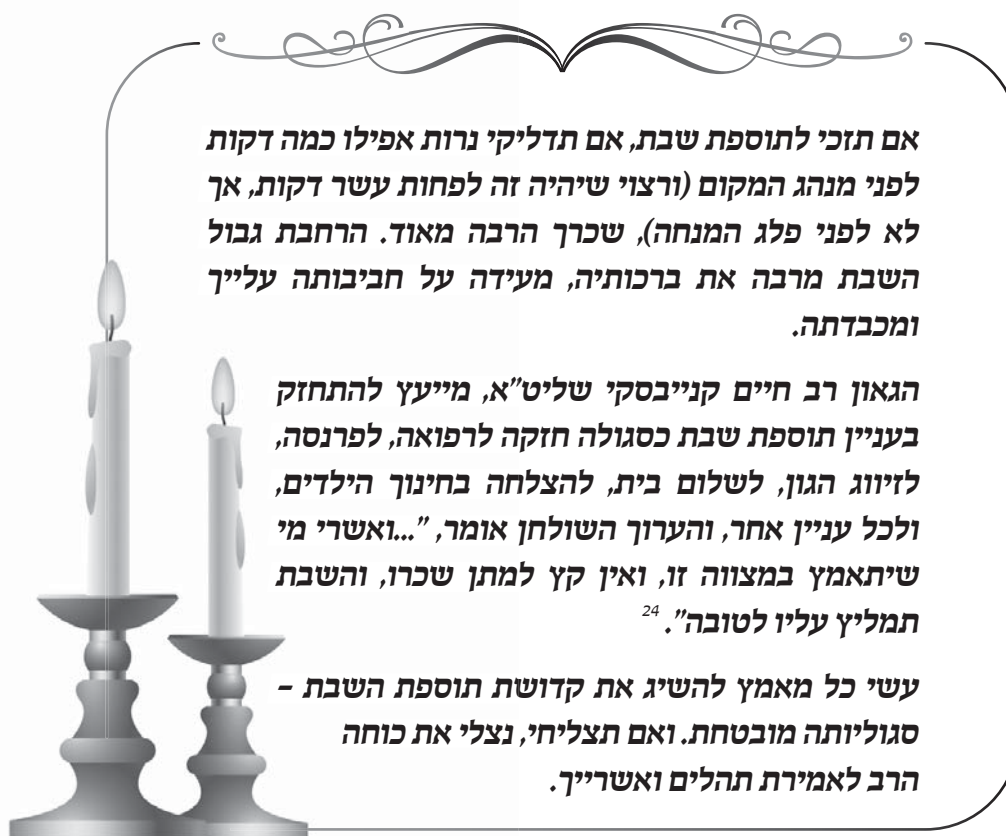 אם תזכי לתוספת שבת, אם תדליקי נרות אפילו כמה דקות
לפני מנהג המקום (ורצוי שיהיה זה לפחות עשר דקות, אך
לא לפני פלג המנחה), שכרך הרבה מאוד. הרחבת גבול
השבת מרבה את ברכותיה, מעידה על חביבותה עלייך
ומכבדתה.
הגאון רב חיים קנייבסקי שליט"א, מייעץ להתחזק
בעניין תוספת שבת כסגולה חזקה לרפואה, לפרנסה,
לזיווג הגון, לשלום בית, להצלחה בחינוך הילדים,
ולכל עניין אחר, והערוך השולחן אומר, "...ואשרי מי
שיתאמץ במצווה זו, ואין קץ למתן שכרו, והשבת
תמליץ עליו לטובה". 24
עשי כל מאמץ להשיג את קדושת תוספת השבת –
סגוליותה מובטחת. ואם תצליחי, נצלי את כוחה
הרב לאמירת תהלים ואשרייך.